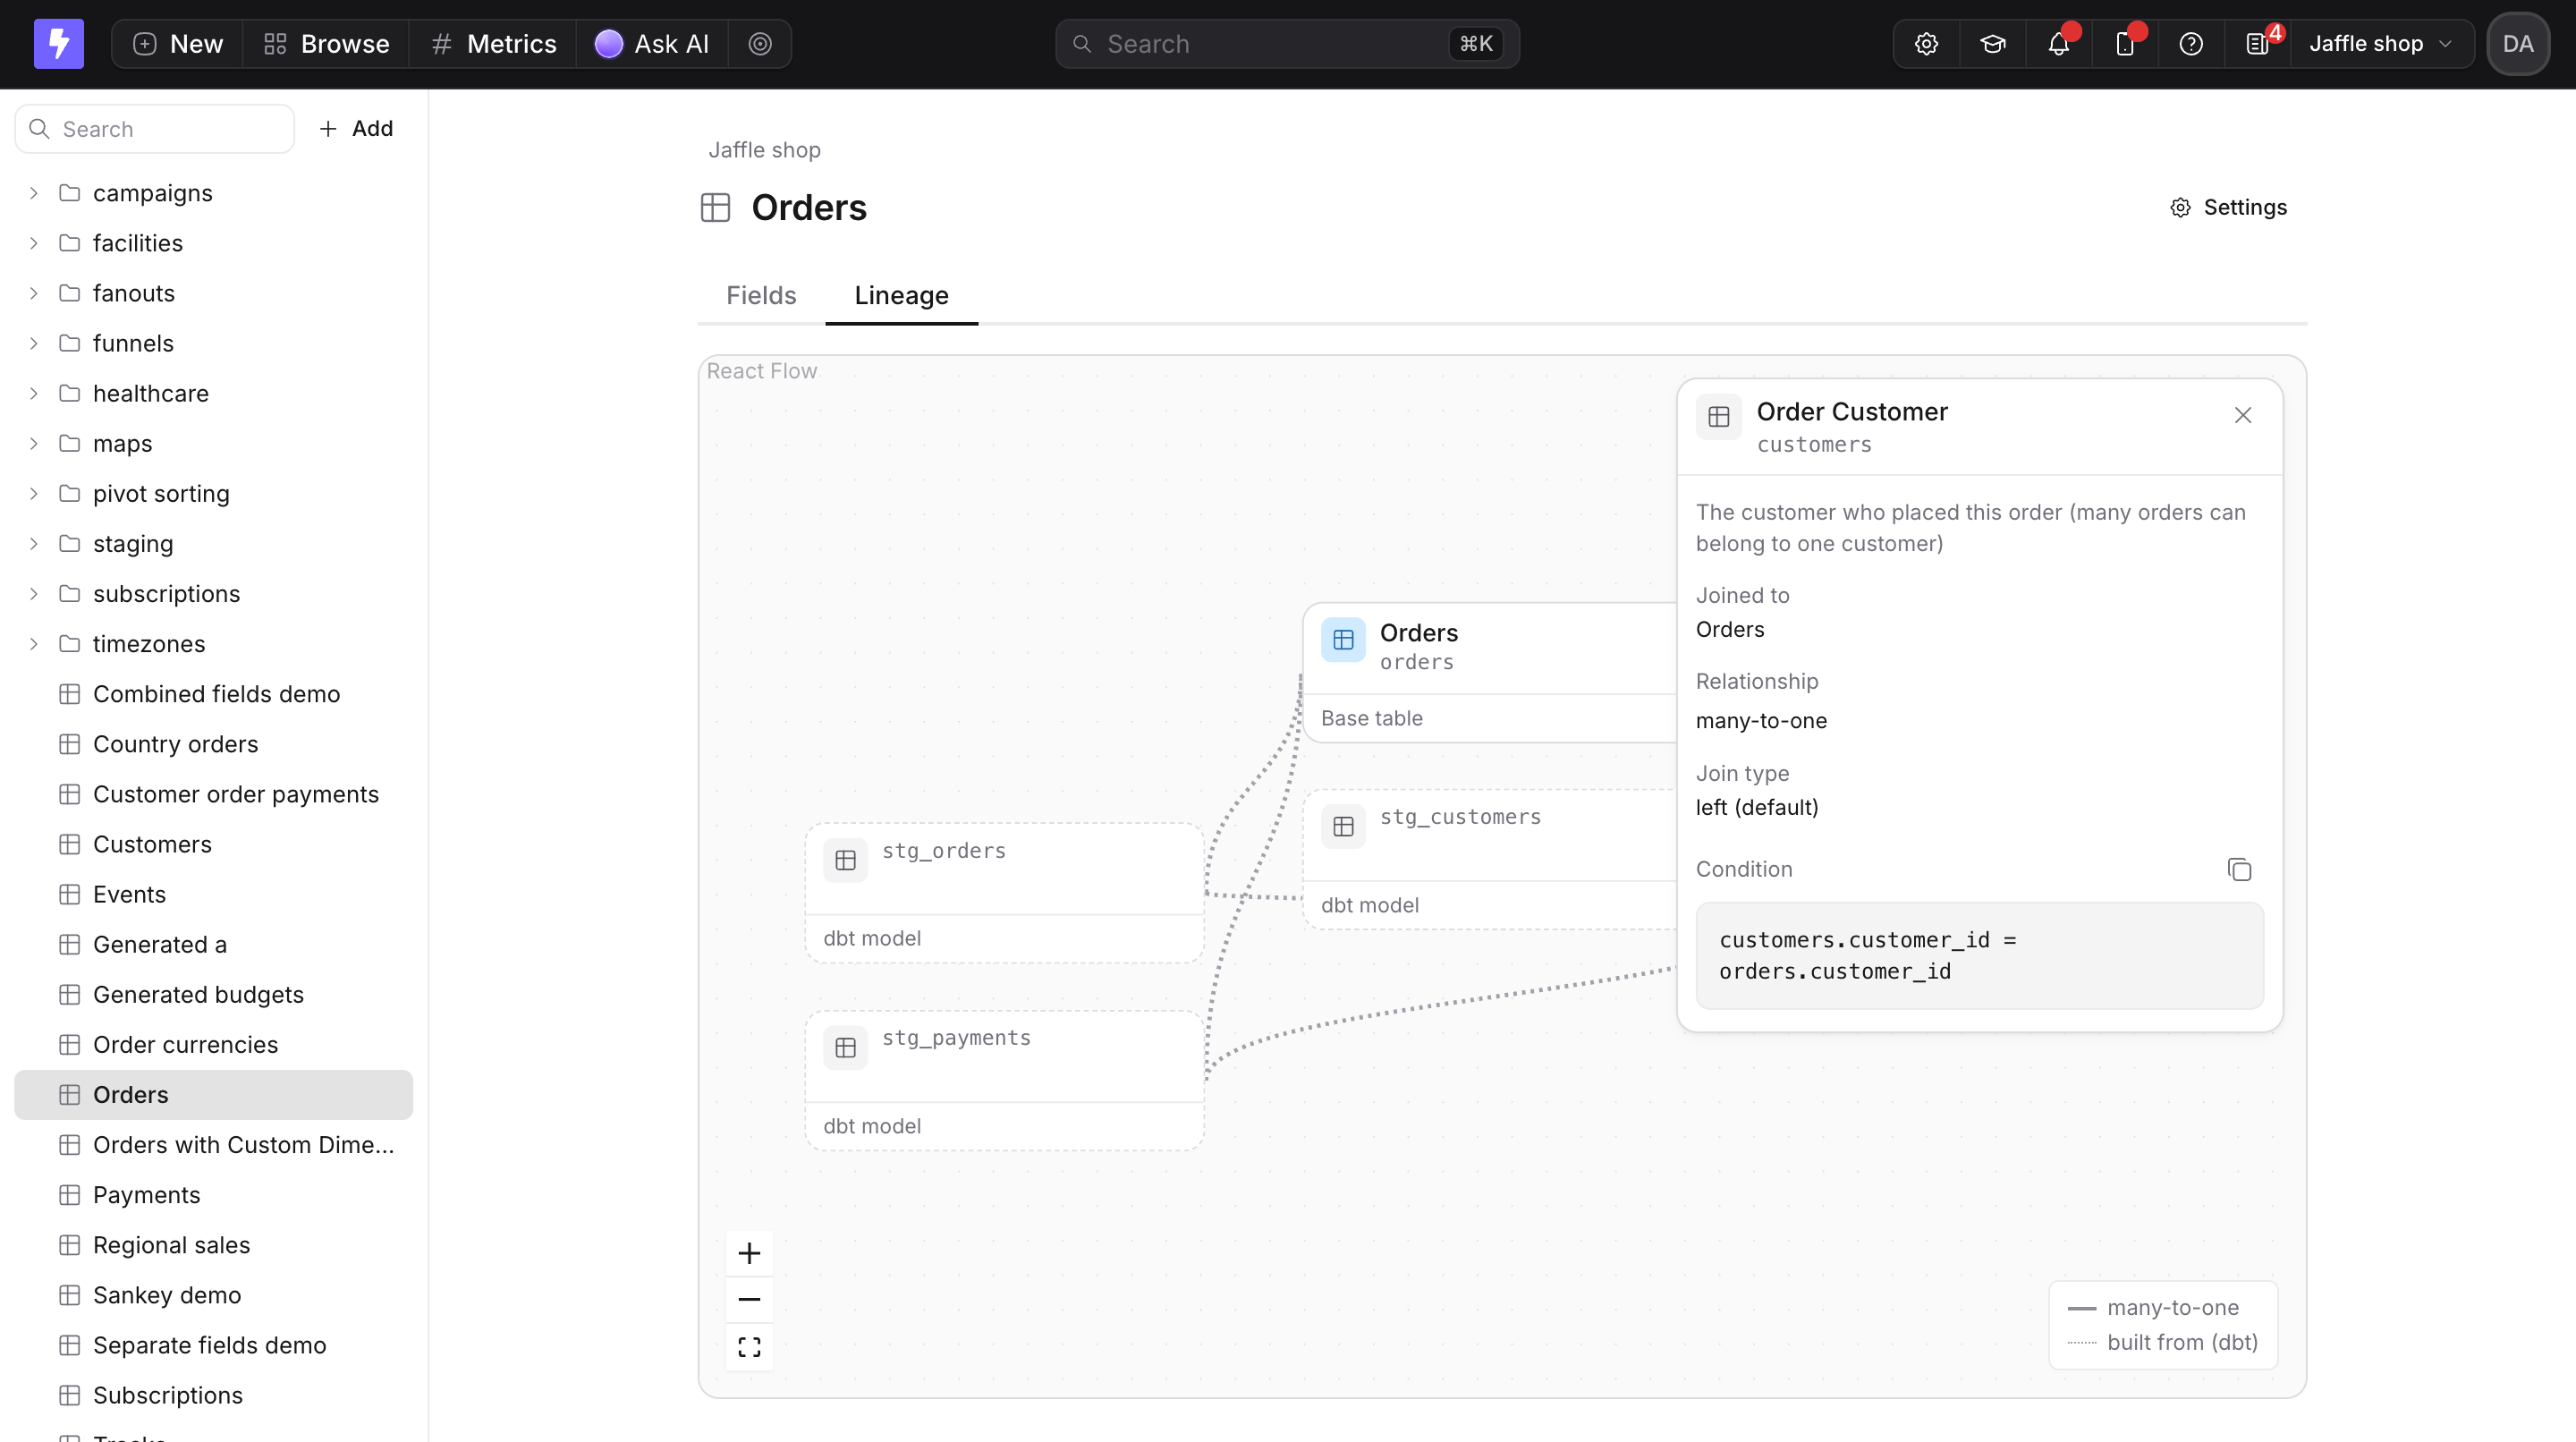 New
Browse
Metrics
Ask AI
Search
⌘K
4
Jaffle shop
DA
Search
Add
campaigns
facilities
fanouts
funnels
healthcare
maps
pivot sorting
staging
subscriptions
timezones
Combined fields demo
Country orders
Customer order payments
Customers
Events
Generated a
Generated budgets
Order currencies
Orders
Orders with Custom Dime...
Payments
Regional sales
Sankey demo
Separate fields demo
Subscriptions
Jaffle shop
Orders
Settings
Fields
Lineage
React Flow
Orders
orders
Base table
stg_customers
dbt model
stg_orders
dbt model
stg_payments
dbt model
Order Customer
customers
The customer who placed this order (many orders can
belong to one customer)
Joined to
Orders
Relationship
many-to-one
Join type
left (default)
Condition
customers.customer_id =
orders.customer_id
many-to-one
built from (dbt)